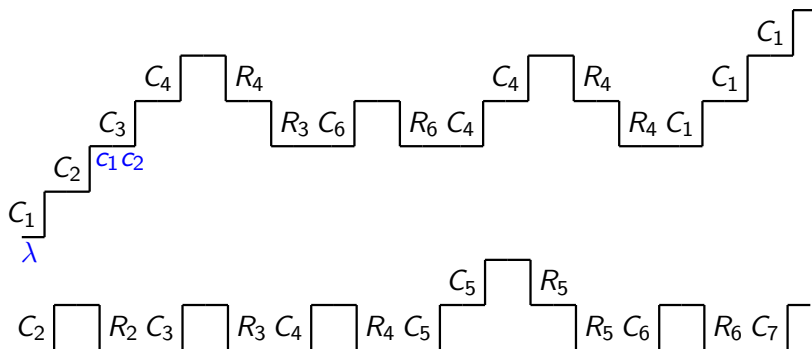 C₁
C₁
C₄ R₄ C₄ R₄
C₃ R₃ C₆ R₆ C₄ R₄ C₁
c₁ c₂
C₂
C₁
λ
C₅ R₅
C₂ R₂ C₃ R₃ C₄ R₄ C₅ R₅ C₆ R₆ C₇